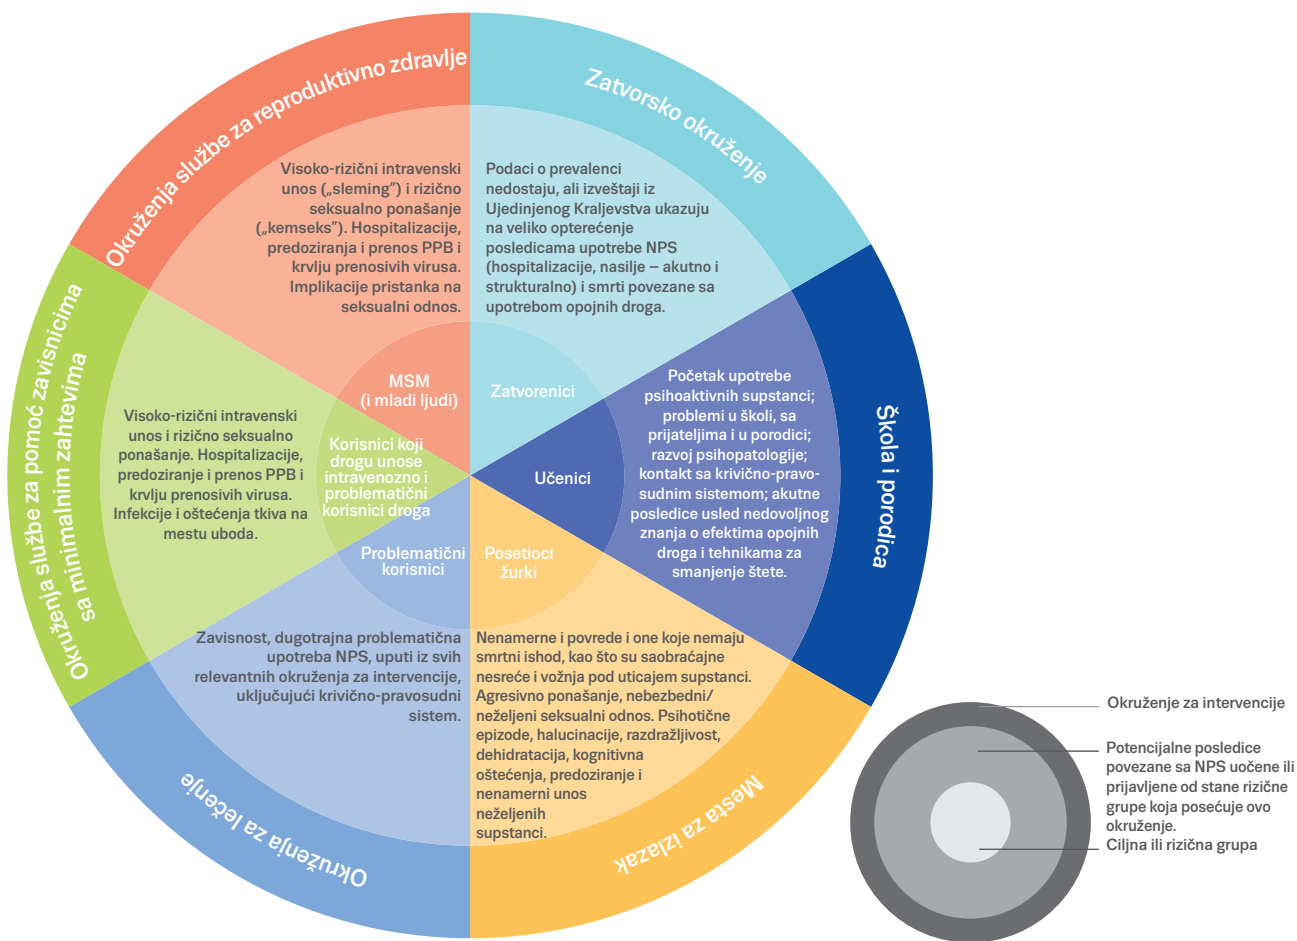 Okruženja službe za reproduktivno zdravlje
Visoko-rizični intravenski
unos („sleming”) i rizično
seksualno ponašanje
(„kemseks”). Hospitalizacije,
predoziranja i prenos PPB i
krvlju prenosivih virusa.
Implikacije pristanka na
seksualni odnos.
MSM
(i mladi ljudi)
Zatvorsko okruženje
Podaci o prevalenci
nedostaju, ali izveštaji iz
Ujedinjenog Kraljevstva ukazuju
na veliko opterećenje
posledicama upotrebe NPS
(hospitalizacije, nasilje – akutno i
strukturalno) i smrti povezane sa
upotrebom opojnih droga.
Zatvorenici
Škola i porodica
Početak upotrebe
psihoaktivnih supstanci;
problemi u školi, sa
prijateljima i u porodici;
razvoj psihopatologije;
kontakt sa krivično-pravo-
sudnim sistemom; akutne
posledice usled nedovoljnog
znanja o efektima opojnih
droga i tehnikama za
smanjenje štete.
Učenici
Okruženja službe za pomoć zavisnicima
sa minimalnim zahtevima
Visoko-rizični intravenski
unos i rizično seksualno
ponašanje. Hospitalizacije,
predoziranje i prenos PPB i
krvlju prenosivih virusa.
Infekcije i oštećenja tkiva na
mestu uboda.
Korisnici koji
drogu unose
intravenozno i
problematični
korisnici droga
Problematični
korisnici
Zavisnost, dugotrajna problematična
upotreba NPS, uputi iz svih
relevantnih okruženja za intervencije,
uključujući krivično-pravosudni
sistem.
Okruženja za lečenje
Posetioci
žurki
Nenamerne i povrede i one koje nemaju
smrtni ishod, kao što su saobraćajne
nesreće i vožnja pod uticajem supstanci.
Agresivno ponašanje, nebezbedni/
neželjeni seksualni odnos. Psihotične
epizode, halucinacije, razdražljivost,
dehidratacija, kognitivna
oštećenja, predoziranje i
nenamerni unos
neželjenih
supstanci.
Mesta za izlazak
Okruženje za intervencije
Potencijalne posledice
povezane sa NPS uočene ili
prijavljene od stane rizične
grupe koja posećuje ovo
okruženje.
Ciljna ili rizična grupa